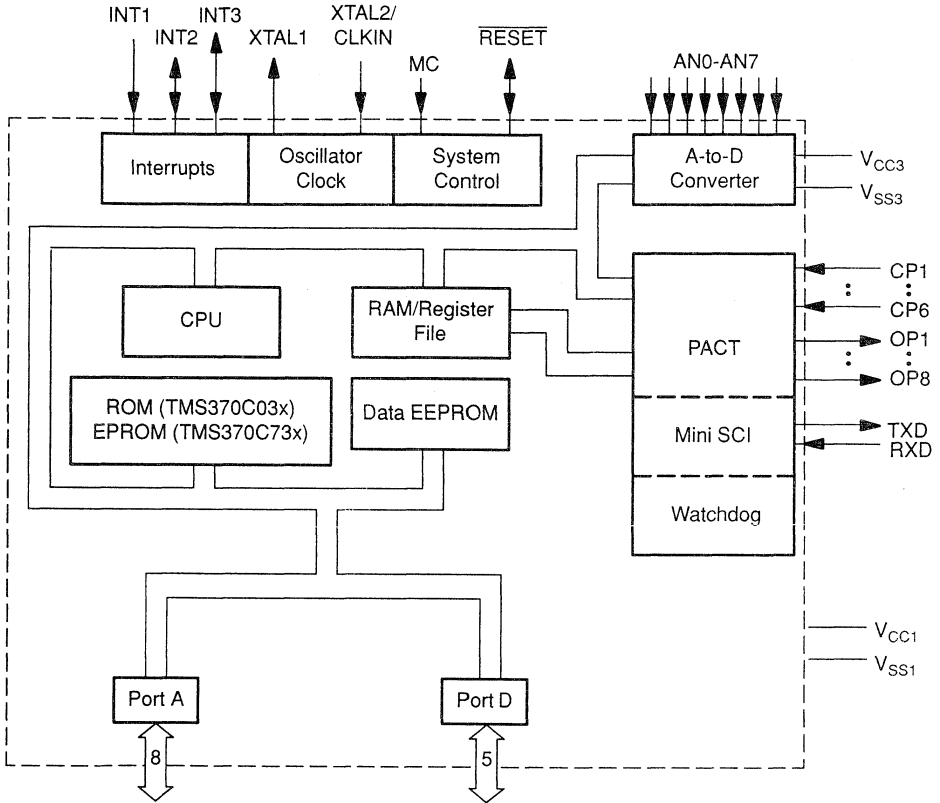 INT1
INT2
INT3
XTAL1
XTAL2/
CLKIN
MC
RESET
AN0-AN7
Interrupts
Oscillator
Clock
System
Control
A-to-D
Converter
VCC3
VSS3
CPU
RAM/Register
File
PACT
CP1
CP6
OP1
OP8
ROM (TMS370C03x)
EPROM (TMS370C73x)
Data EEPROM
Mini SCI
TXD
RXD
Watchdog
VCC1
VSS1
Port A
Port D
8
5